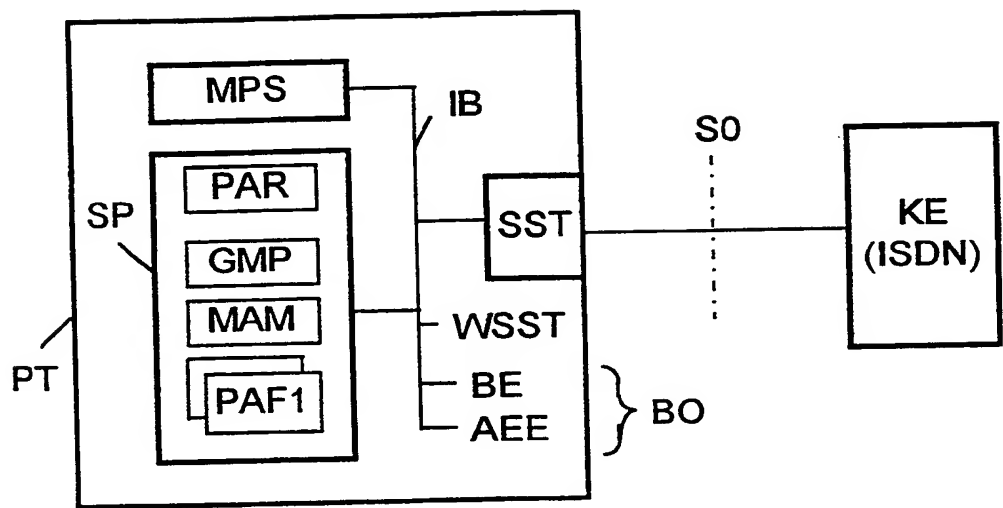 MPS
IB
S0
PAR
SP
SST
KE
(ISDN)
GMP
MAM
WSST
PT
PAF1
BE
BO
AEE